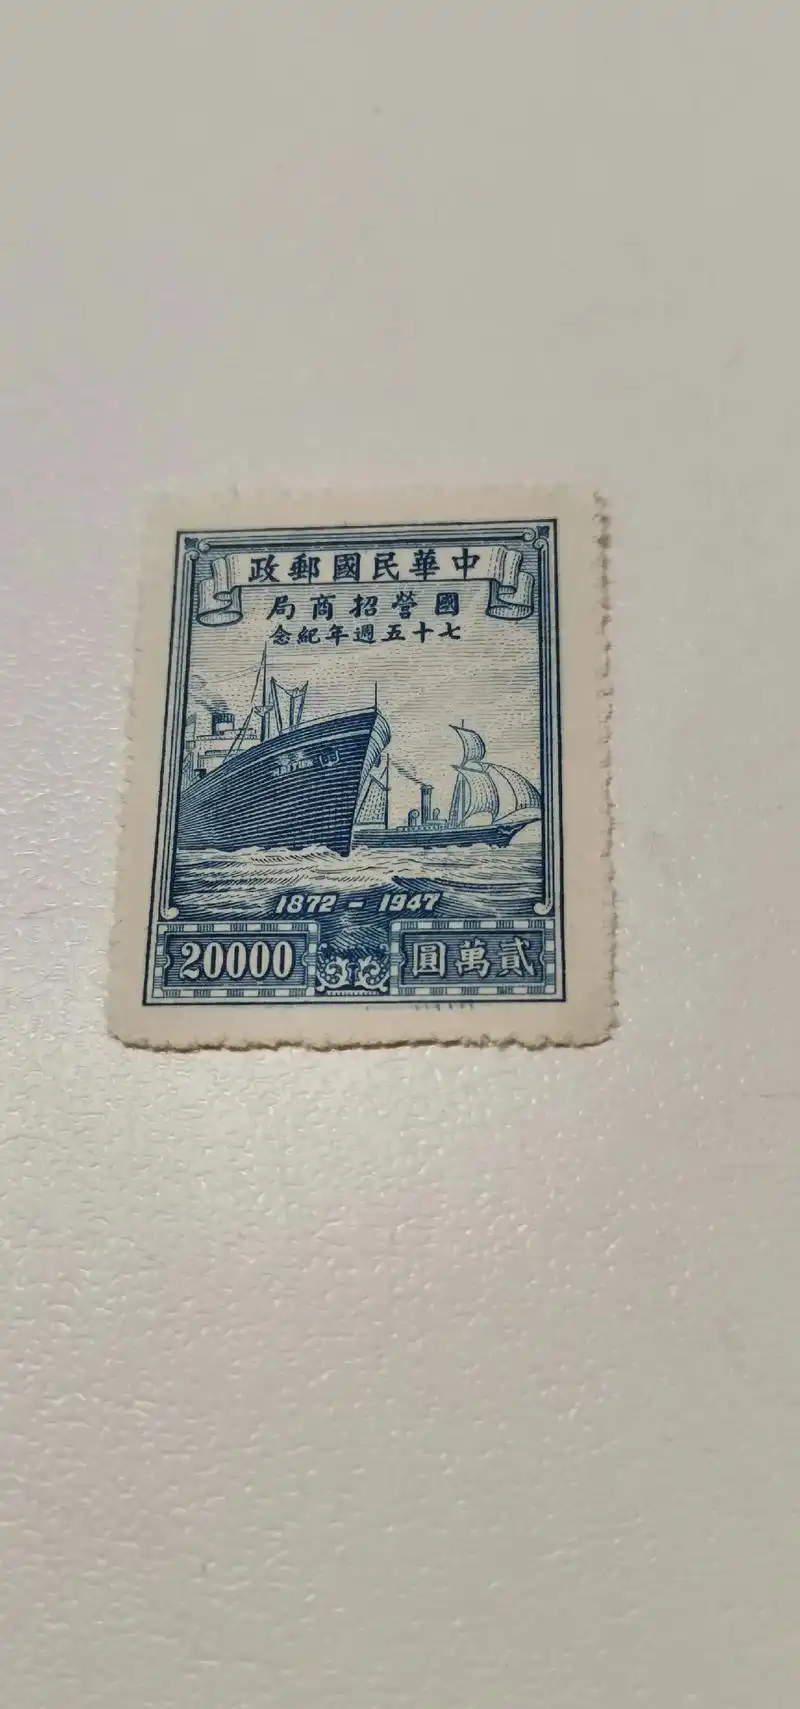 中華民國郵政
國營招商局
七十五週年紀念
1872 - 1947
20000
貳萬圓